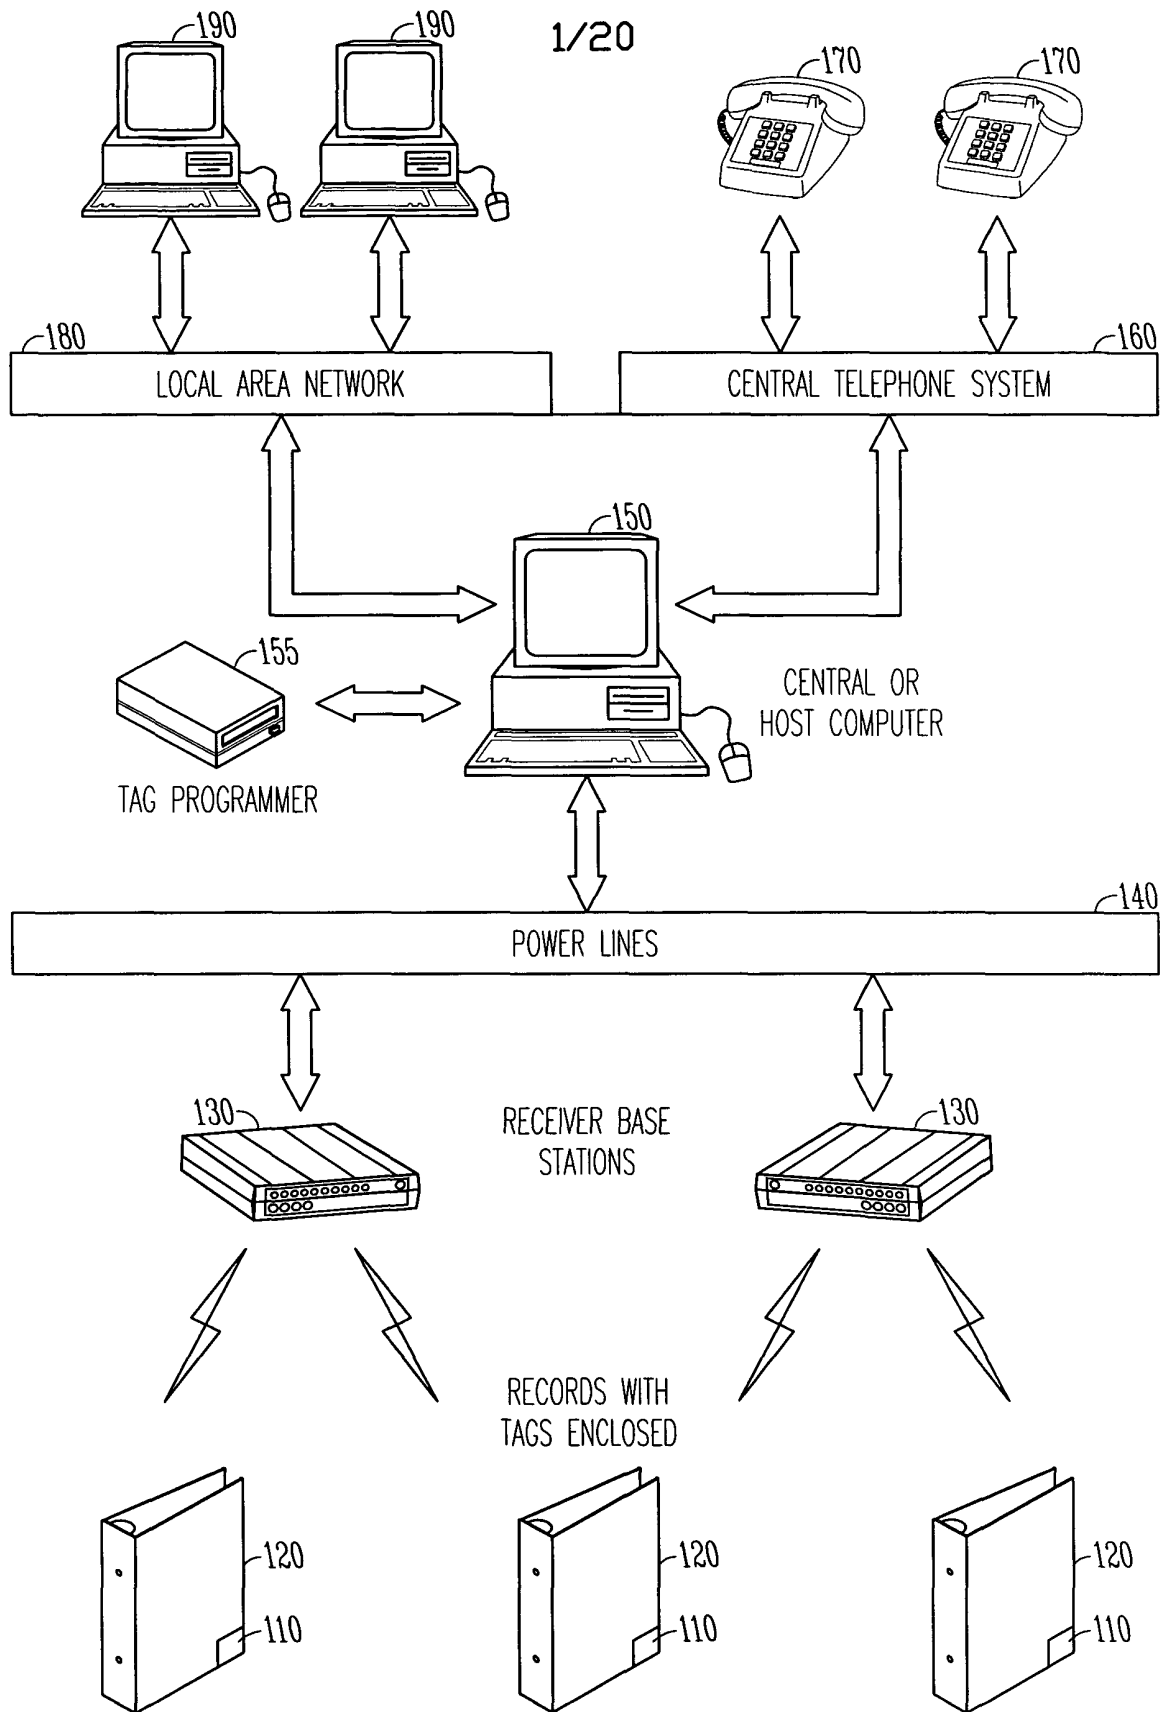 1/20
190
190
170
170
180
160
LOCAL AREA NETWORK
CENTRAL TELEPHONE SYSTEM
150
155
CENTRAL OR
HOST COMPUTER
TAG PROGRAMMER
140
POWER LINES
130
RECEIVER BASE
STATIONS
130
RECORDS WITH
TAGS ENCLOSED
120
120
120
110
110
110